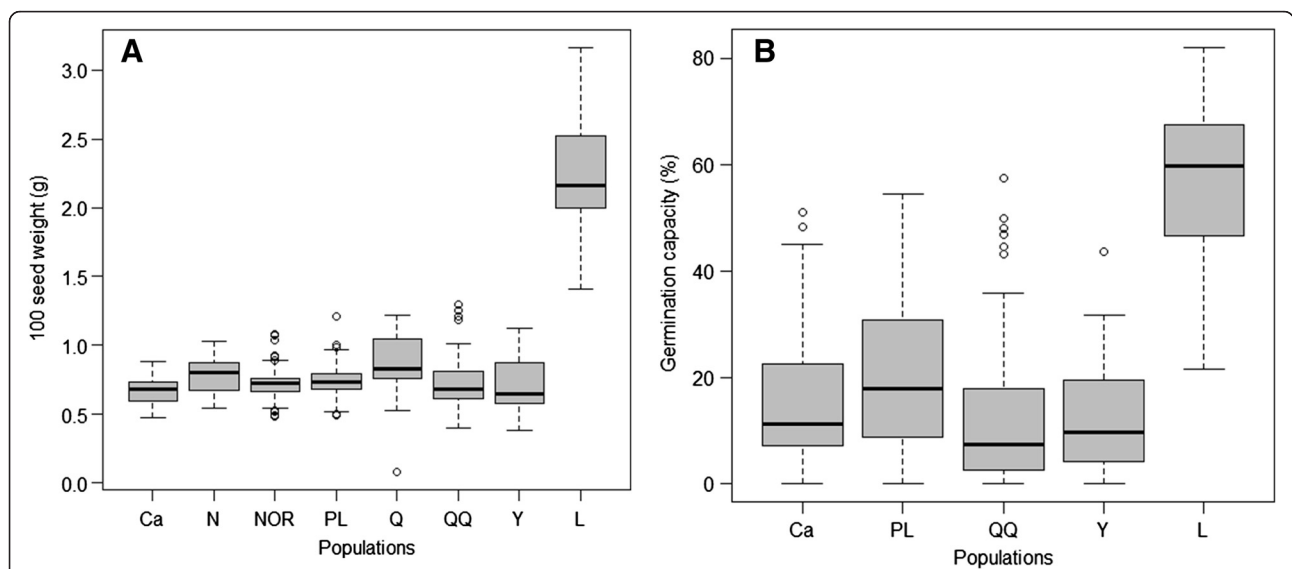 A
100 seed weight (g)
3.0
2.5
2.0
1.5
1.0
0.5
0.0
Ca N NOR PL Q QQ Y L
Populations
B
Germination capacity (%)
80
60
40
20
0
Ca PL QQ Y L
Populations